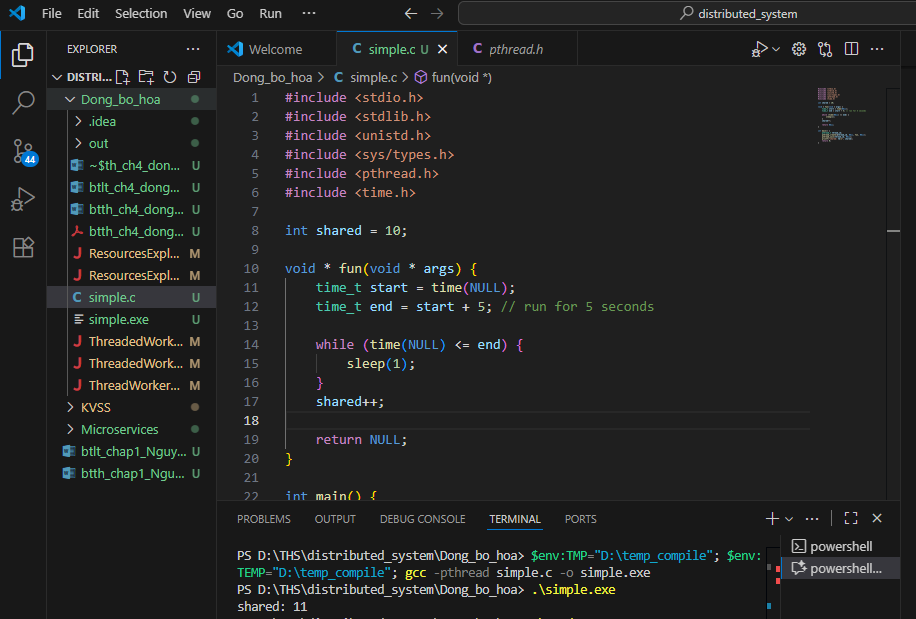 File Edit Selection View Go Run ··· distributed_system
EXPLORER ···
DISTRI...
Dong_bo_hoa
.idea
out
~$th_ch4_don... U
btlt_ch4_dong... U
btth_ch4_dong... U
btth_ch4_dong... U
ResourcesExpl... M
ResourcesExpl... M
simple.c U
simple.exe U
ThreadedWork... M
ThreadedWork... M
ThreadWorker... M
KVSS
Microservices
btlt_chap1_Nguy... U
btth_chap1_Ngu... U
44
Welcome
simple.c U
pthread.h
Dong_bo_hoa > C simple.c > fun(void *)
1 #include <stdio.h>
2 #include <stdlib.h>
3 #include <unistd.h>
4 #include <sys/types.h>
5 #include <pthread.h>
6 #include <time.h>
7
8 int shared = 10;
9
10 void * fun(void * args) {
11 time_t start = time(NULL);
12 time_t end = start + 5; // run for 5 seconds
13
14 while (time(NULL) <= end) {
15 sleep(1);
16 }
17 shared++;
18
19 return NULL;
20 }
21
22 int main() {
PROBLEMS OUTPUT DEBUG CONSOLE TERMINAL PORTS
PS D:\THS\distributed_system\Dong_bo_hoa> $env:TMP="D:\temp_compile"; $env:
TEMP="D:\temp_compile"; gcc -pthread simple.c -o simple.exe
PS D:\THS\distributed_system\Dong_bo_hoa> .\simple.exe
shared: 11
powershell
powershell...